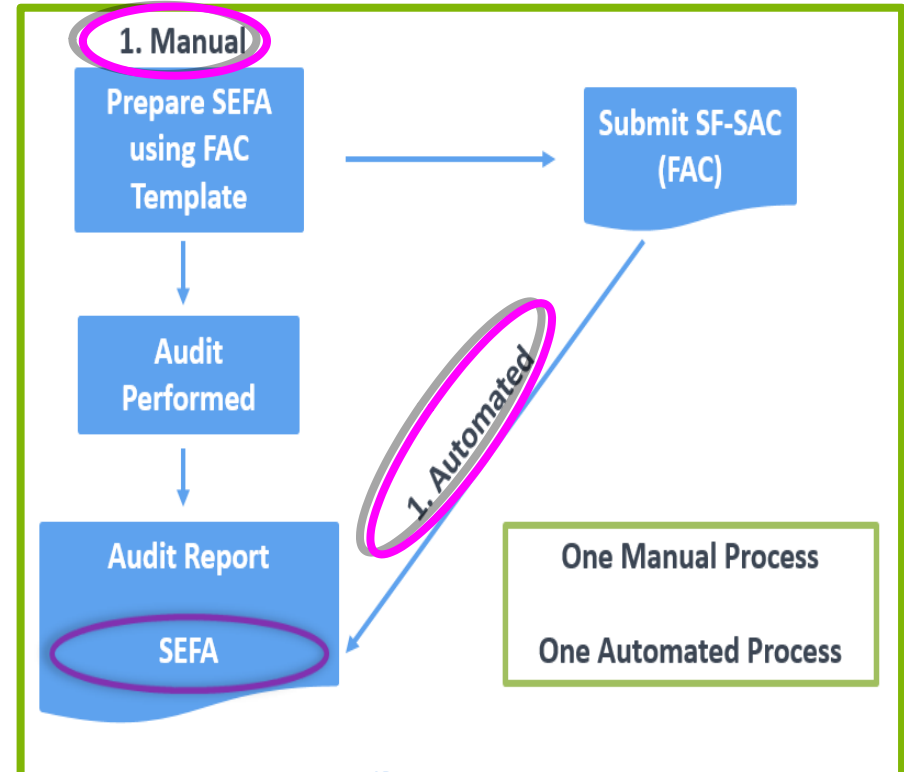 1. Manual
Prepare SEFA
using FAC
Template
Submit SF-SAC
(FAC)
Audit
Performed
1. Automated
Audit Report
SEFA
One Manual Process
One Automated Process